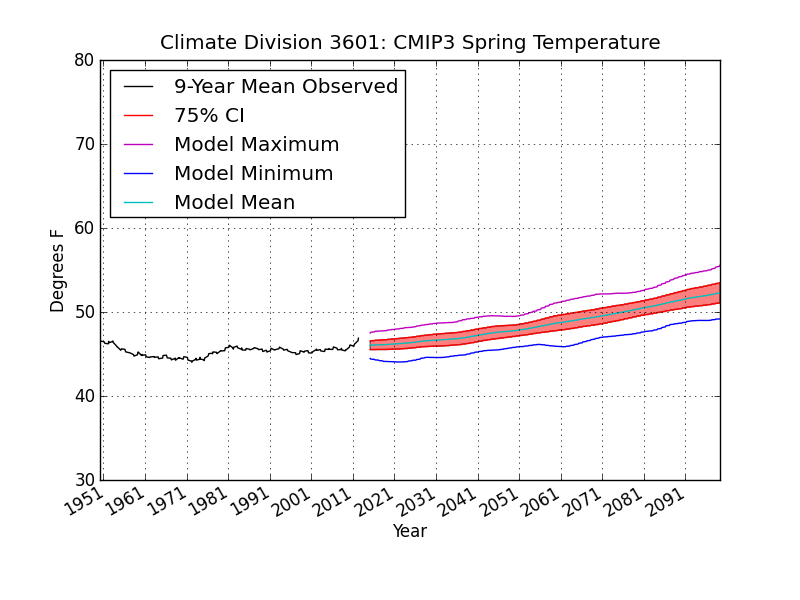 Climate Division 3601: CMIP3 Spring Temperature
80
70
60
50
40
30
Degrees F
9-Year Mean Observed
75% CI
Model Maximum
Model Minimum
Model Mean
1951 1961 1971 1981 1991 2001 2011 2021 2031 2041 2051 2061 2071 2081 2091
Year